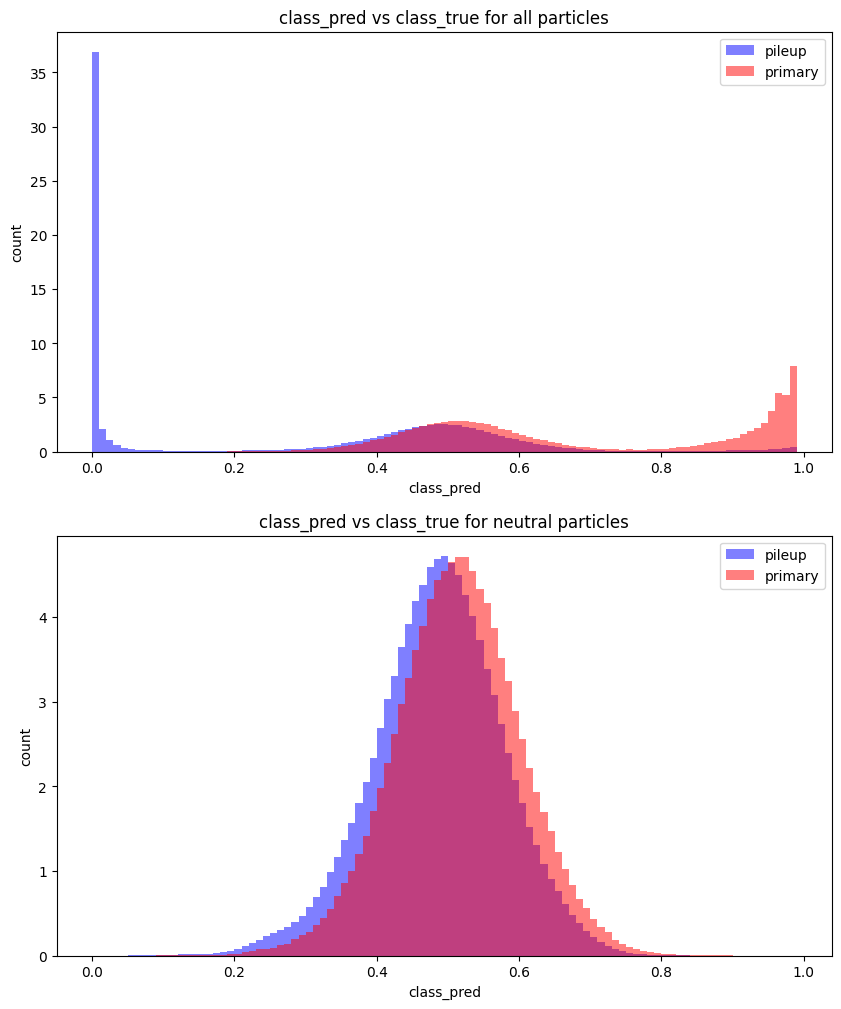 class_pred vs class_true for all particles
pileup
primary
35
30
25
20
15
10
5
0
count
0.0 0.2 0.4 0.6 0.8 1.0
class_pred
class_pred vs class_true for neutral particles
pileup
primary
4
3
2
1
0
count
0.0 0.2 0.4 0.6 0.8 1.0
class_pred